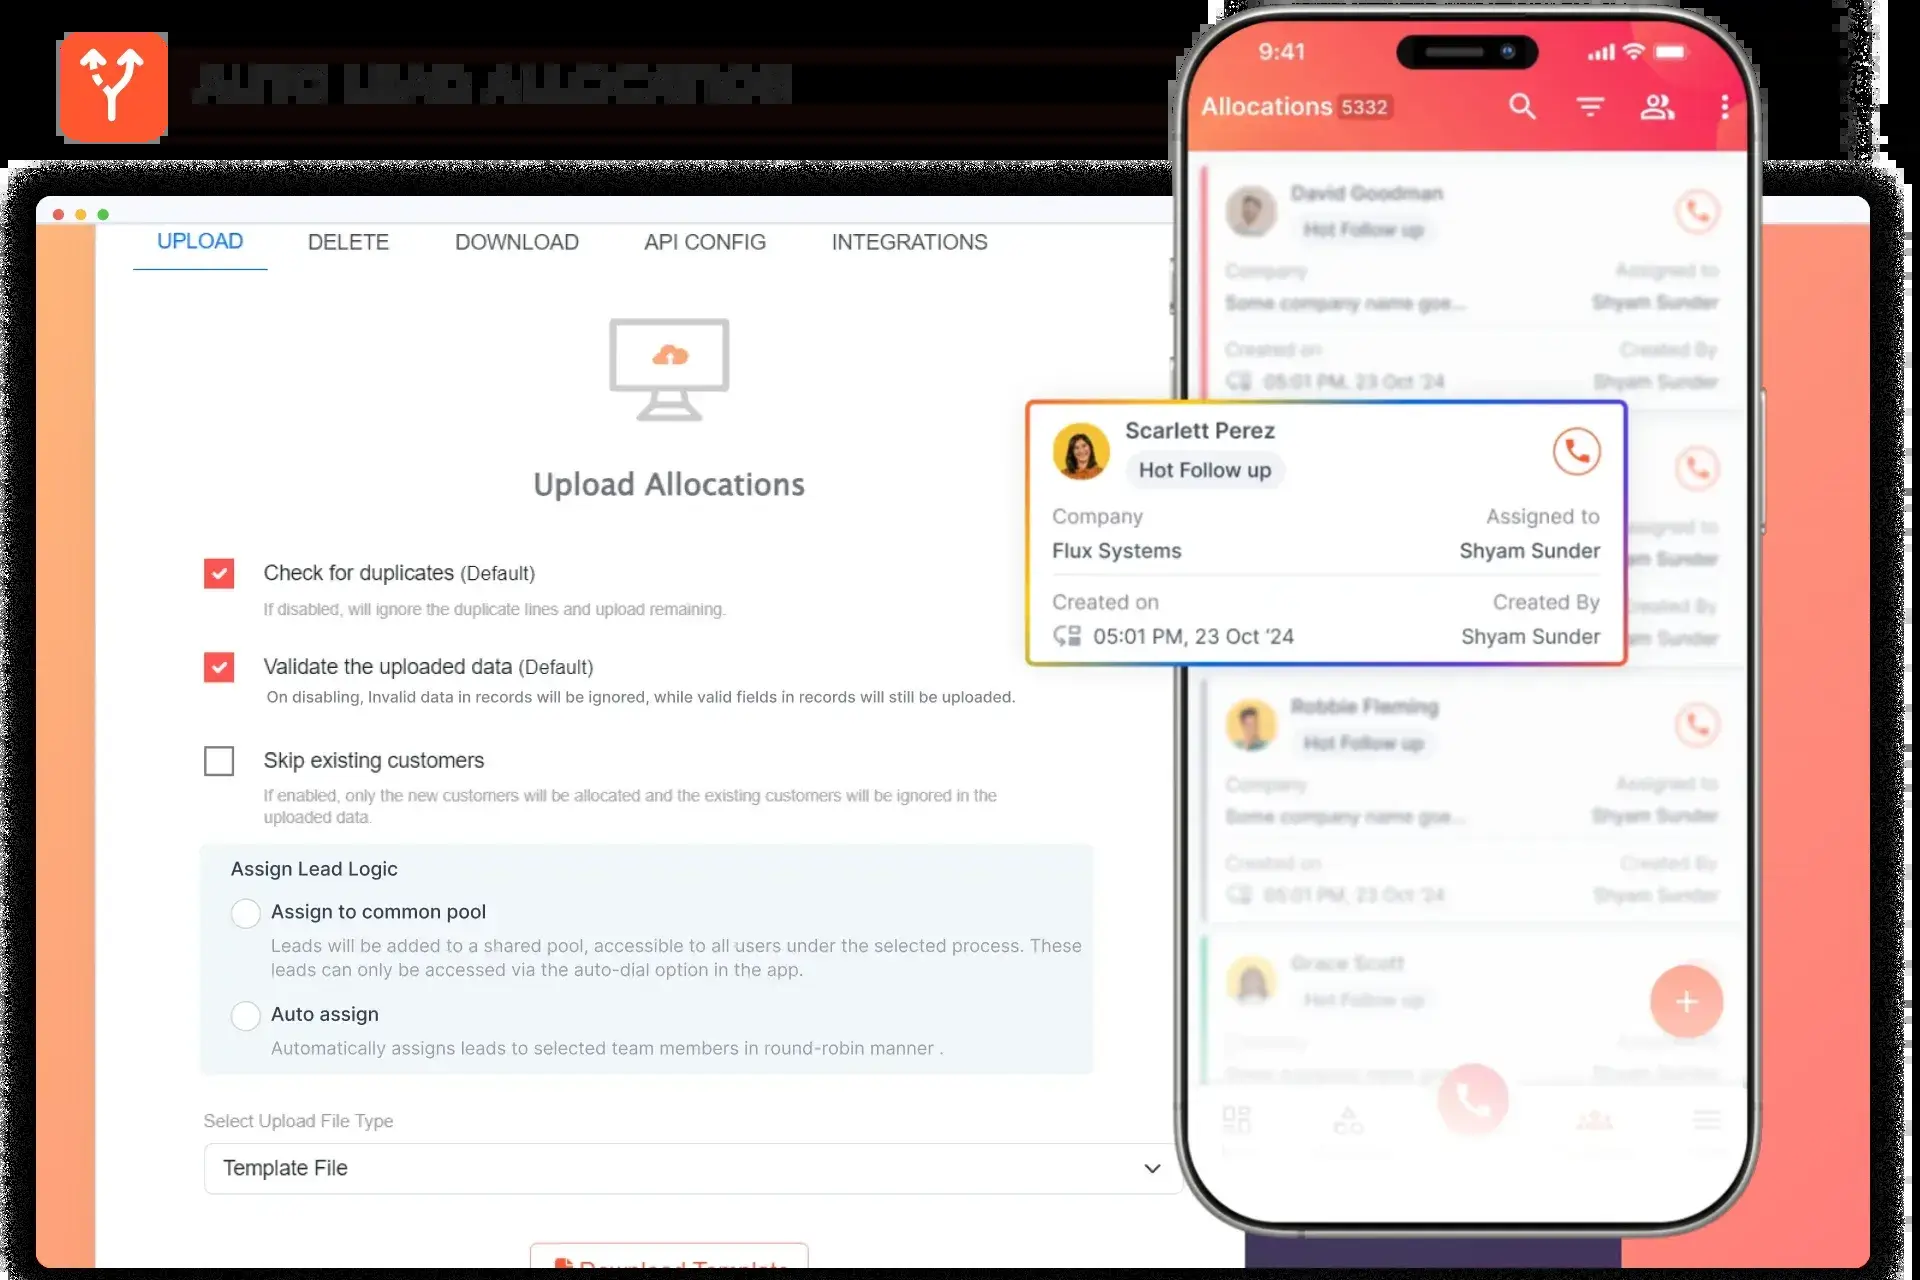 AUTO LEAD ALLOCATION
UPLOAD
DELETE
DOWNLOAD
API CONFIG
INTEGRATIONS
Upload Allocations
Check for duplicates (Default)
If disabled, will ignore the duplicate lines and upload remaining.
Validate the uploaded data (Default)
On disabling, Invalid data in records will be ignored, while valid fields in records will still be uploaded.
Skip existing customers
If enabled, only the new customers will be allocated and the existing customers will be ignored in the
uploaded data.
Assign Lead Logic
Assign to common pool
Leads will be added to a shared pool, accessible to all users under the selected process. These
leads can only be accessed via the auto-dial option in the app.
Auto assign
Automatically assigns leads to selected team members in round-robin manner .
Select Upload File Type
Template File
Download Template
9:41
Allocations 5332
David Goodman
Hot Follow up
Company
Assigned to
Some company name goe...
Shyam Sunder
Created on
Created By
05:01 PM, 23 Oct '24
Shyam Sunder
Scarlett Perez
Hot Follow up
Company
Assigned to
Flux Systems
Shyam Sunder
Created on
Created By
05:01 PM, 23 Oct '24
Shyam Sunder
Robbie Fleming
Hot Follow up
Company
Assigned to
Some company name goe...
Shyam Sunder
Created on
Created By
05:01 PM, 23 Oct '24
Shyam Sunder
Grace Scott
Hot Follow up